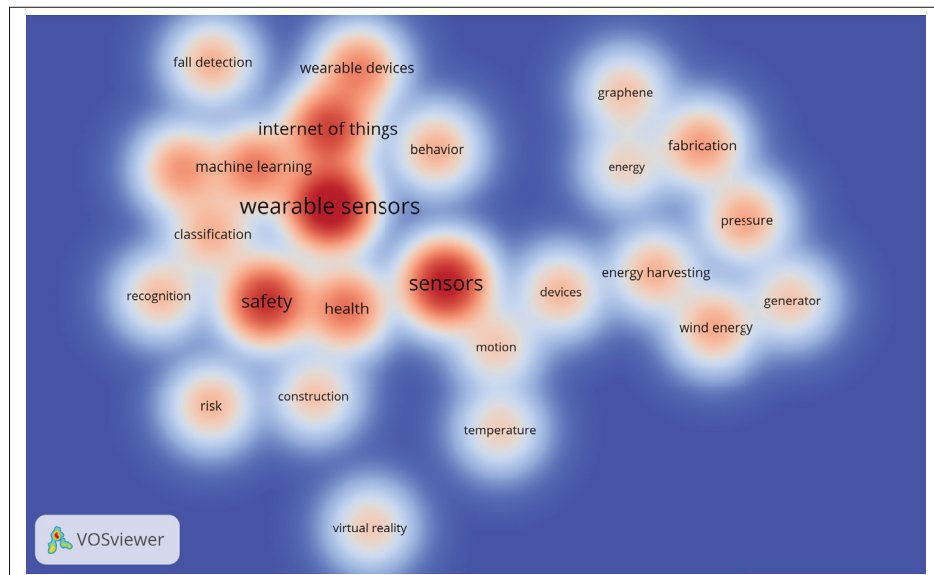 fall detection
wearable devices
graphene
internet of things
fabrication
behavior
machine learning
energy
wearable sensors
pressure
classification
energy harvesting
sensors
recognition
devices
safety
generator
health
wind energy
motion
construction
risk
temperature
virtual reality
VOSviewer